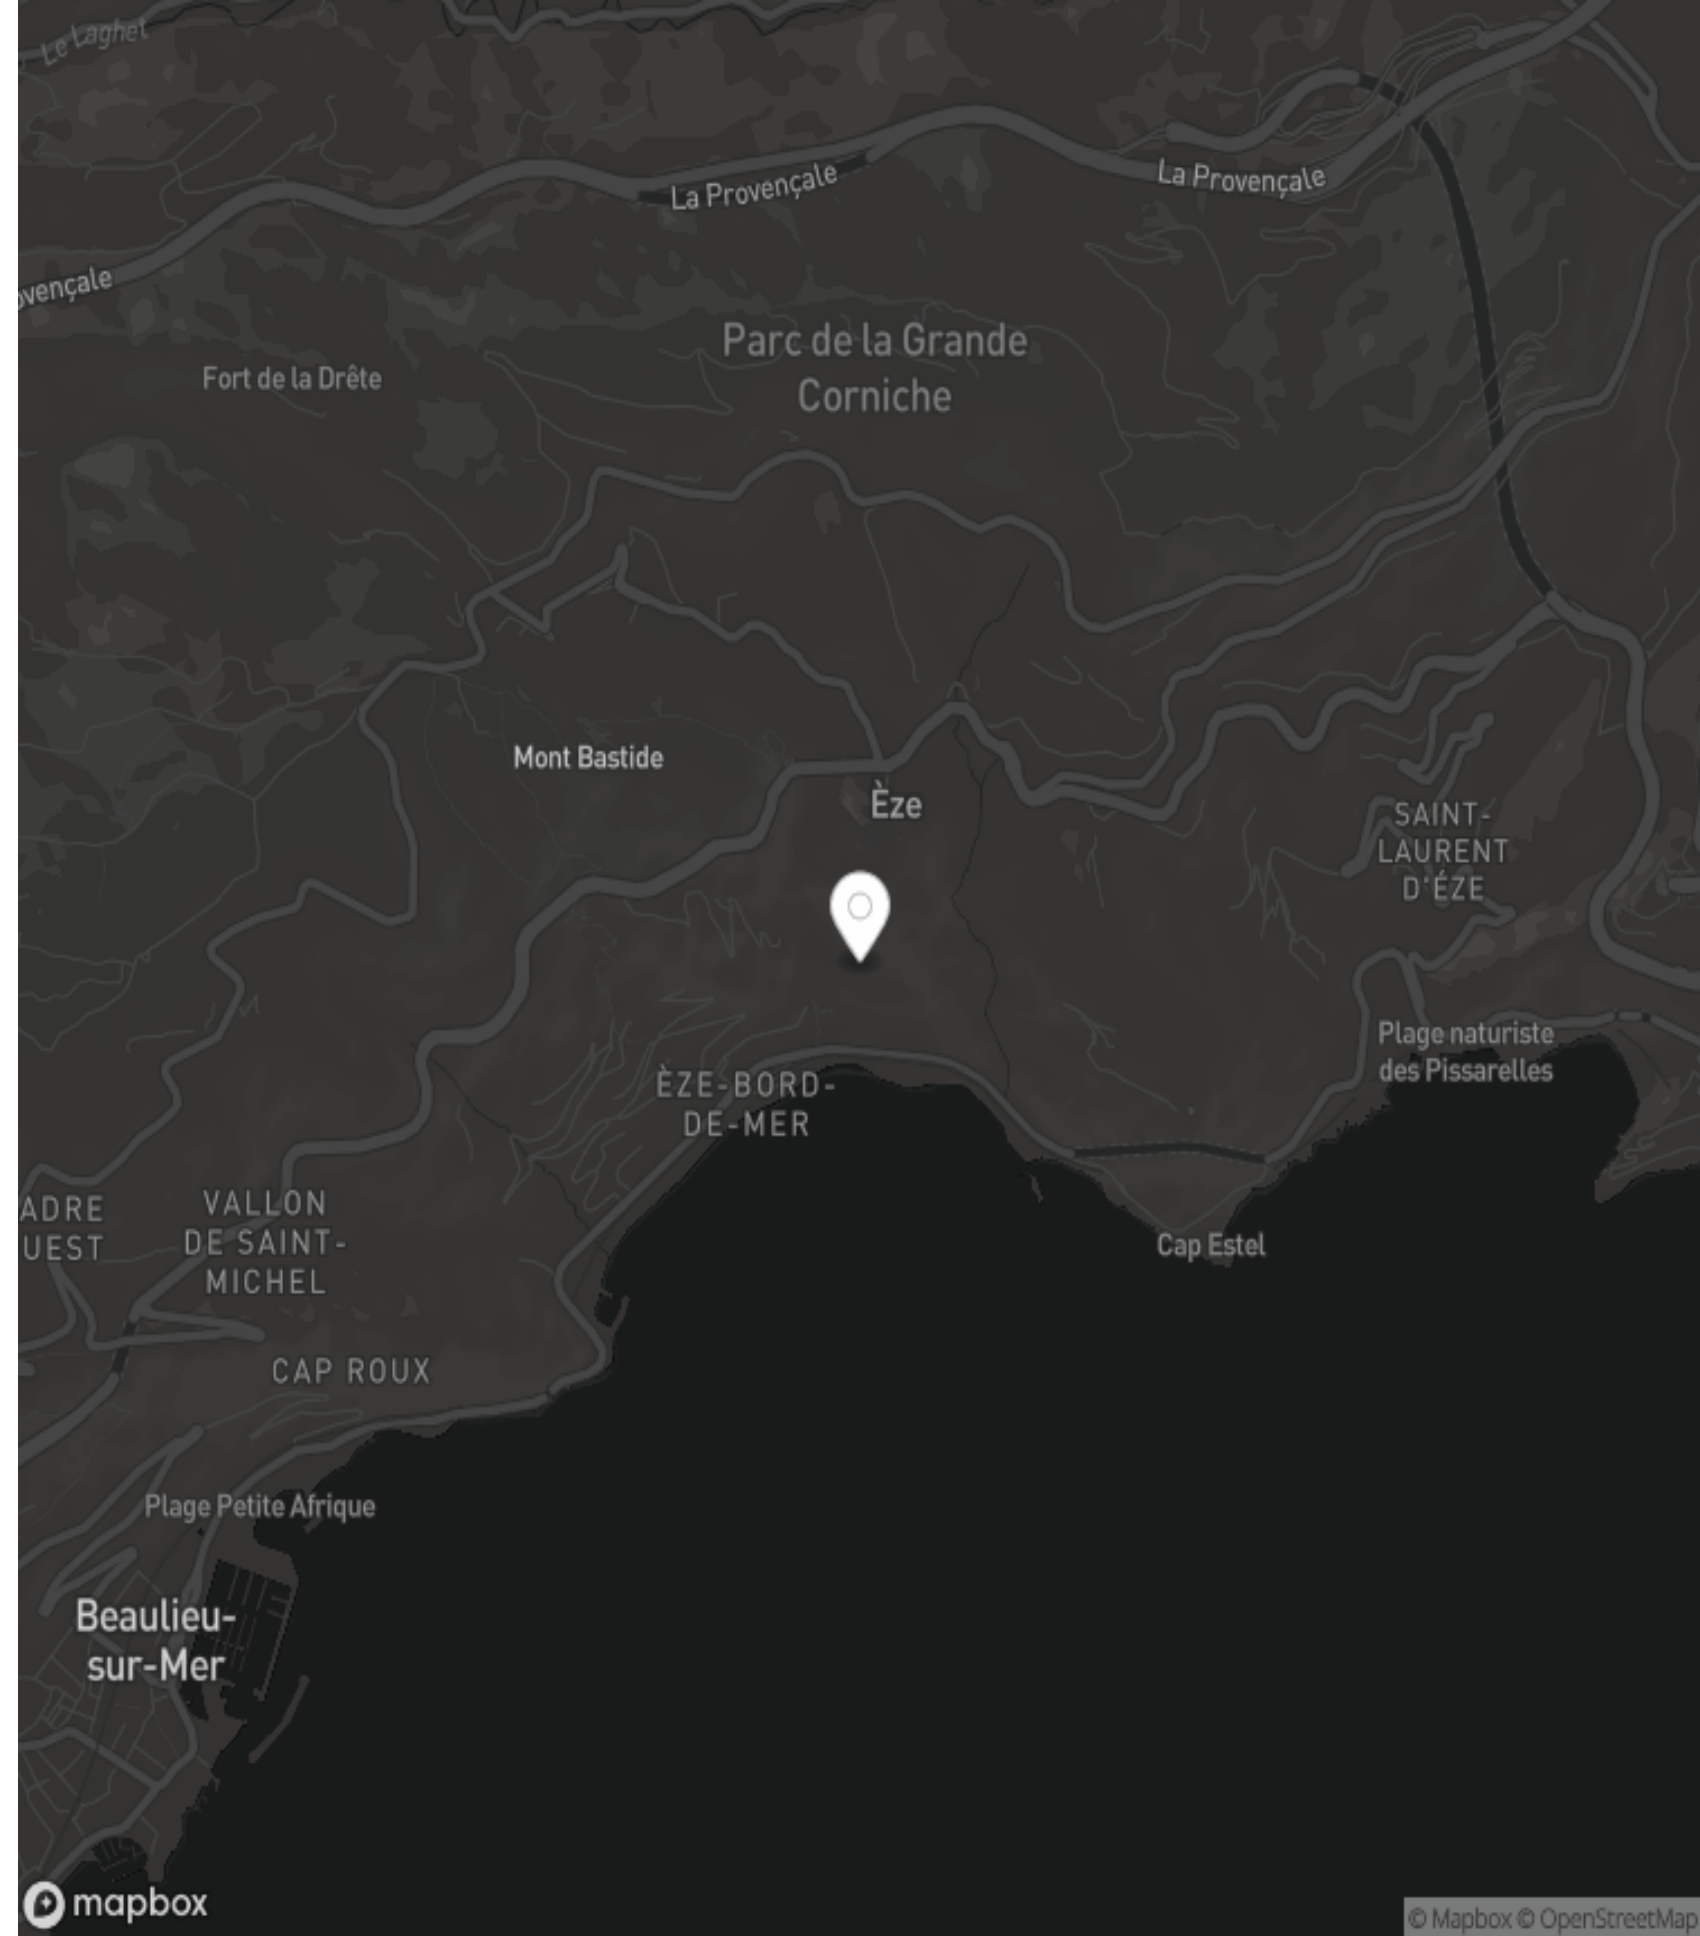 Le Laghet
La Provençale
La Provençale
ovençale
Parc de la Grande
Corniche
Fort de la Drête
Mont Bastide
Èze
SAINT-
LAURENT
D'ÉZE
Plage naturiste
des Pissarelles
ÈZE-BORD-
DE-MER
ADRE
UEST
VALLON
DE SAINT-
MICHEL
Cap Estel
CAP ROUX
Plage Petite Afrique
Beaulieu-
sur-Mer
mapbox
© Mapbox © OpenStreetMap